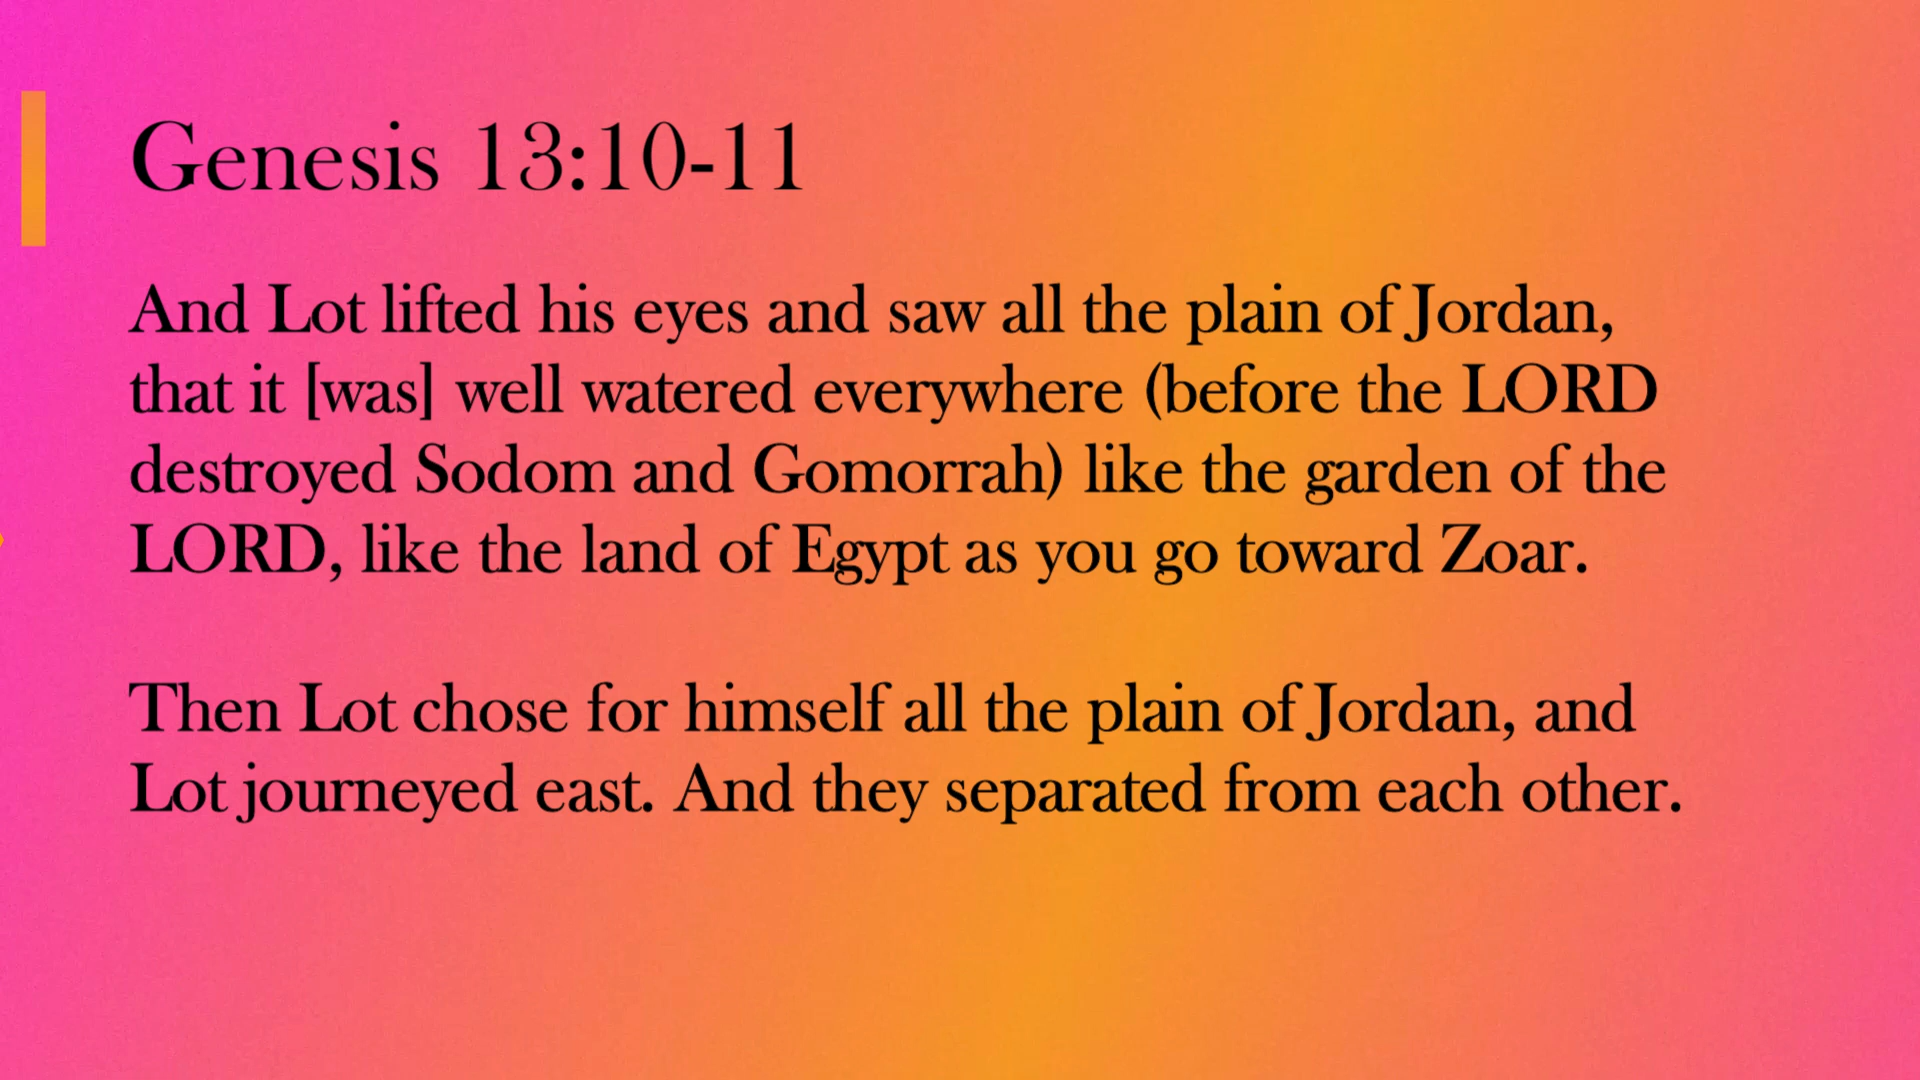 Genesis 13:10-11
And Lot lifted his eyes and saw all the plain of Jordan,
that it [was] well watered everywhere (before the LORD
destroyed Sodom and Gomorrah) like the garden of the
LORD, like the land of Egypt as you go toward Zoar.
Then Lot chose for himself all the plain of Jordan, and
Lot journeyed east. And they separated from each other.